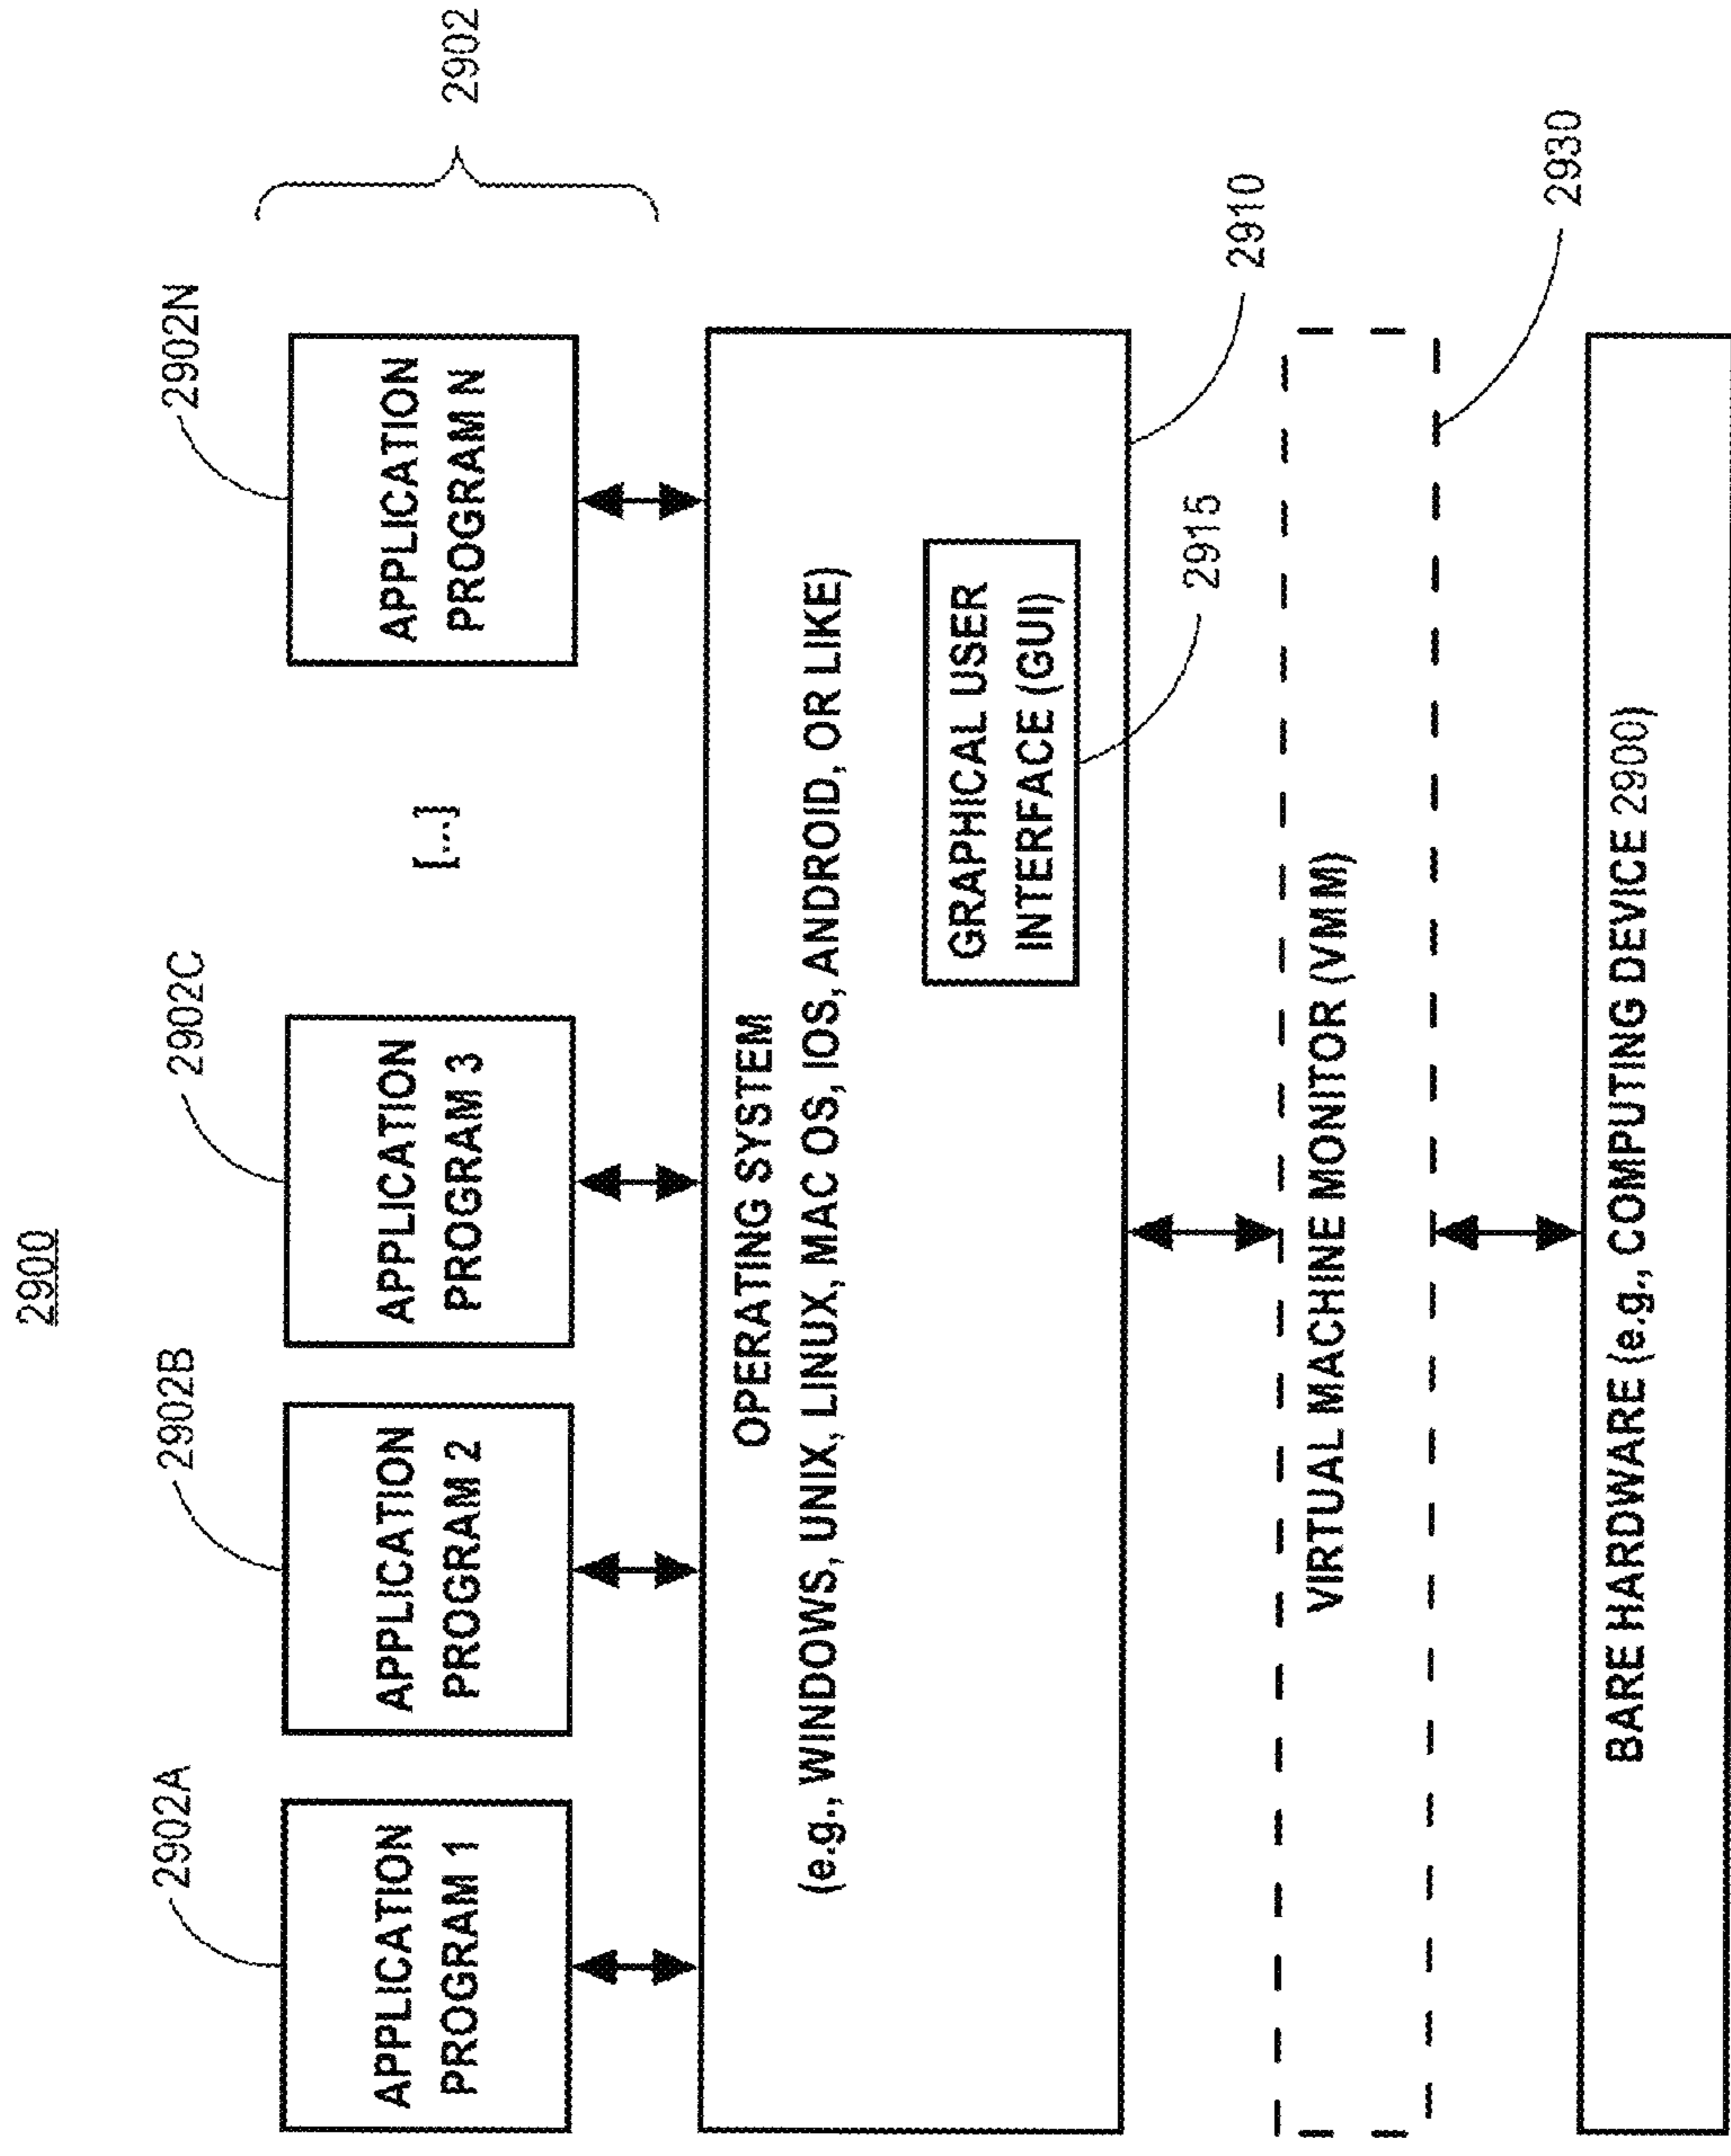 2900
2902A
2902B
2902C
2902N
2902
APPLICATION
PROGRAM 1
APPLICATION
PROGRAM 2
APPLICATION
PROGRAM 3
[...]
APPLICATION
PROGRAM N
OPERATING SYSTEM
(e.g., WINDOWS, UNIX, LINUX, MAC OS, IOS, ANDROID, OR LIKE)
GRAPHICAL USER
INTERFACE (GUI)
2915
2910
VIRTUAL MACHINE MONITOR (VMM)
2930
BARE HARDWARE (e.g., COMPUTING DEVICE 2900)